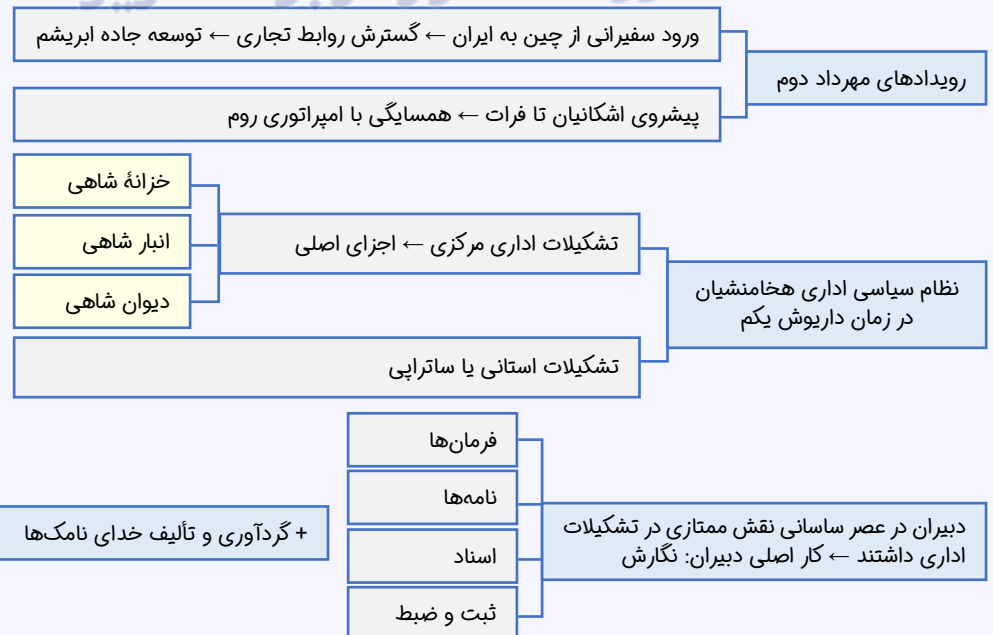 رویدادهای مهرداد دوم
ورود سفیرانی از چین به ایران ← گسترش روابط تجاری ← توسعه جاده ابریشم
پیشروی اشکانیان تا فرات ← همسایگی با امپراتوری روم
نظام سیاسی اداری هخامنشیان
در زمان داریوش یکم
تشکیلات اداری مرکزی ← اجزای اصلی
خزانهٔ شاهی
انبار شاهی
دیوان شاهی
تشکیلات استانی یا ساتراپی
دبیران در عصر ساسانی نقش ممتازی در تشکیلات
اداری داشتند ← کار اصلی دبیران: نگارش
فرمان‌ها
نامه‌ها
اسناد
ثبت و ضبط
+ گردآوری و تألیف خدای نامک‌ها